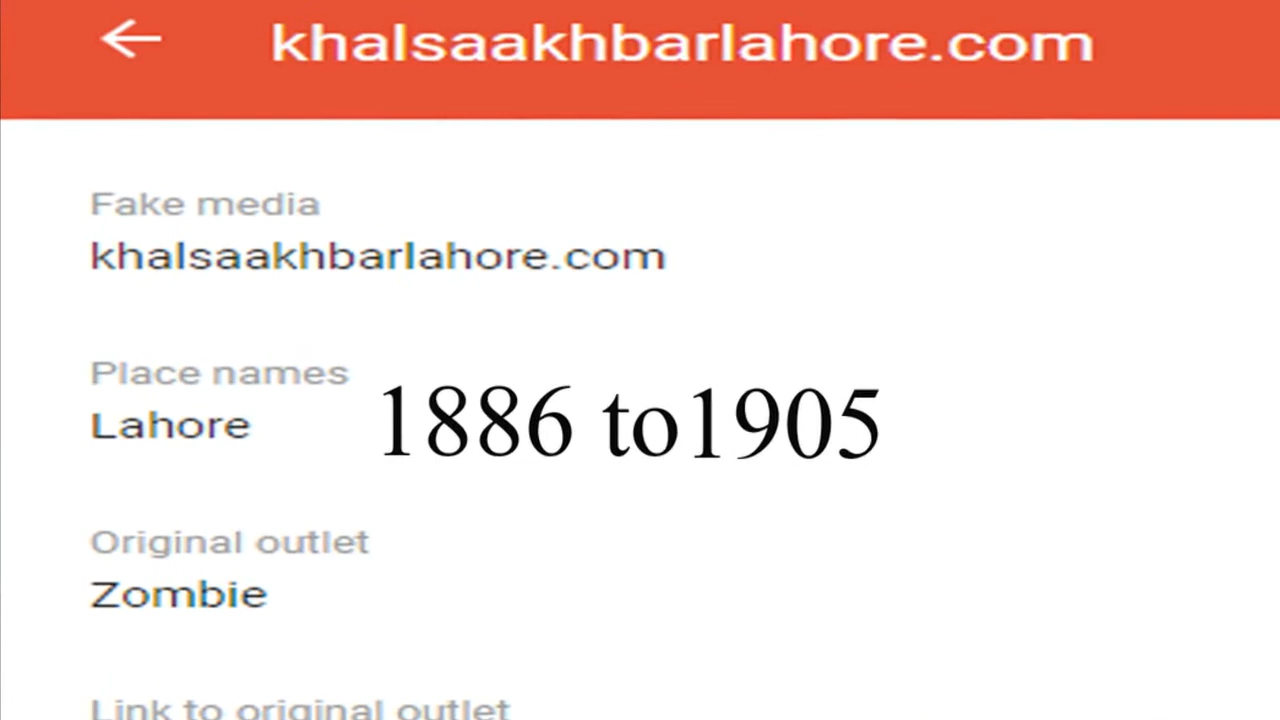 khalsaakhbarlahore.com
Fake media
khalsaakhbarlahore.com
Place names
Lahore
1886 to1905
Original outlet
Zombie
Link to original outlet